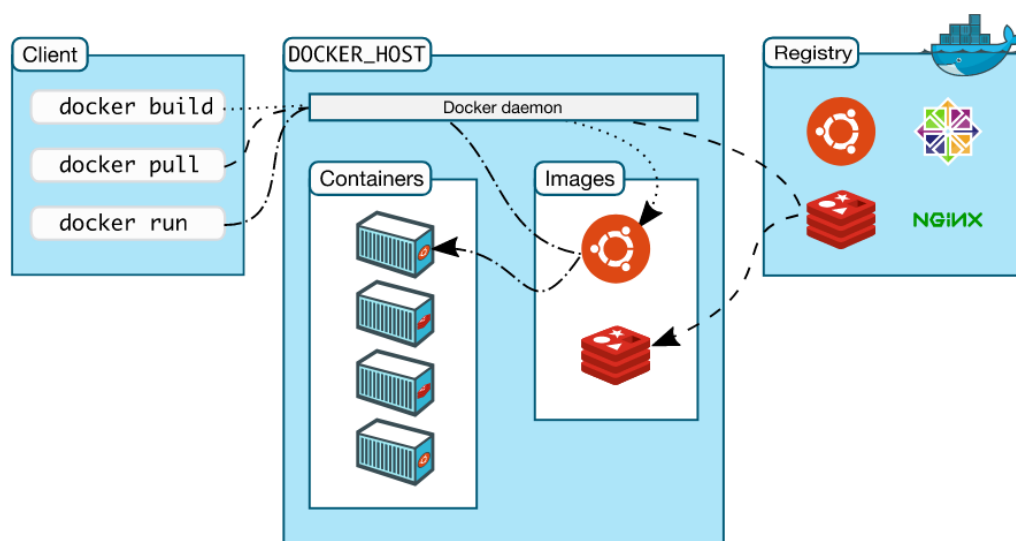 Client
docker build
docker pull
docker run
DOCKER_HOST
Docker daemon
Containers
Images
Registry
NGINX